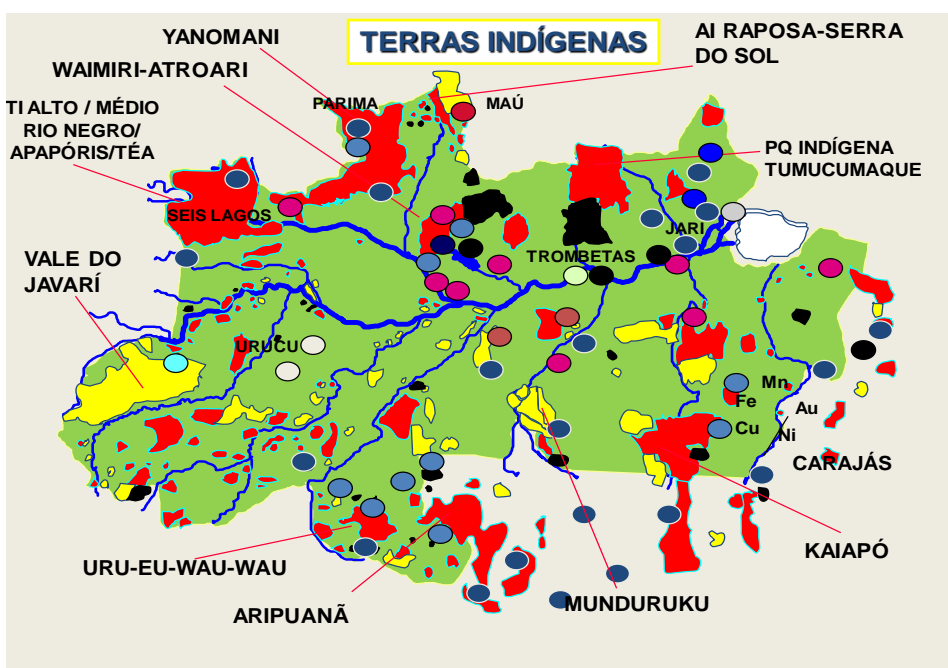 YANOMANI
TERRAS INDÍGENAS
AI RAPOSA-SERRA
DO SOL
WAIMIRI-ATROARI
TI ALTO / MÉDIO
RIO NEGRO/
APAPÓRIS/TÉA
PARIMA
MAÚ
PQ INDÍGENA
TUMUCUMAQUE
SEIS LAGOS
JARI
TROMBETAS
VALE DO
JAVARÍ
URUCU
Mn
Fe
Au
Cu
Ni
CARAJÁS
KAIAPÓ
URU-EU-WAU-WAU
ARIPUANÃ
MUNDURUKU